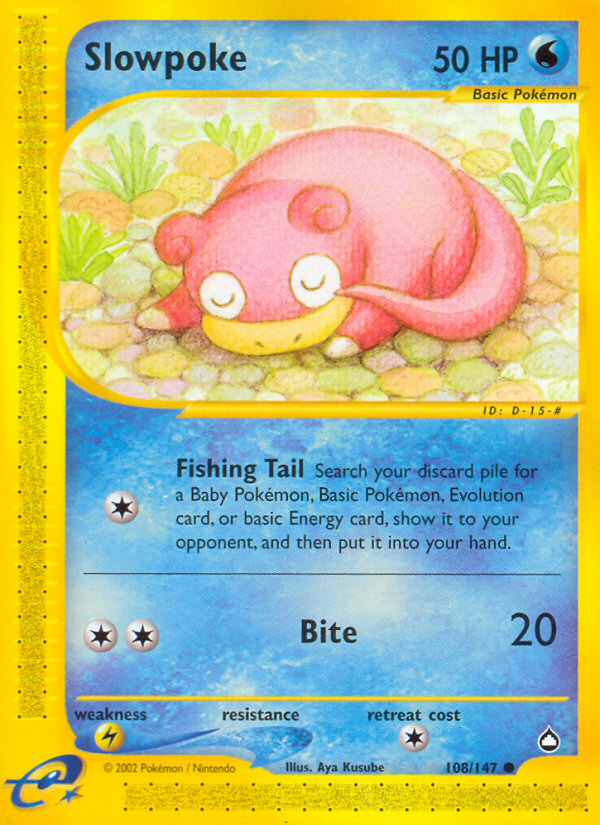 Slowpoke 50 HP
Basic Pokémon
ID: D-15-#
Fishing Tail Search your discard pile for
a Baby Pokémon, Basic Pokémon, Evolution
card, or basic Energy card, show it to your
opponent, and then put it into your hand.
Bite 20
weakness resistance retreat cost
© 2002 Pokémon / Nintendo Illus. Aya Kusube 108/147
e